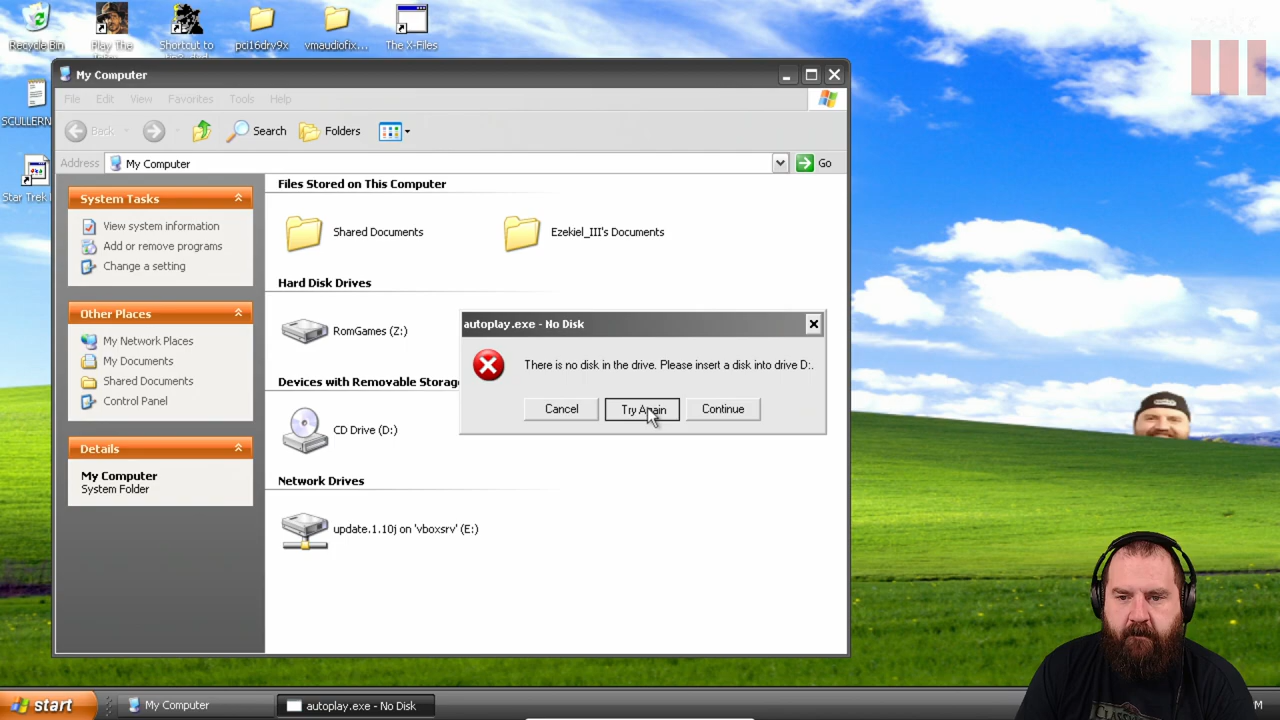 Recycle Bin
Play The
Shortcut to
pci16drv9x
vmaudiofix...
The X-Files
SCULLERN
Star Trek
My Computer
File Edit View Favorites Tools Help
Back
Search
Folders
Address
My Computer
Go
System Tasks
View system information
Add or remove programs
Change a setting
Other Places
My Network Places
My Documents
Shared Documents
Control Panel
Details
My Computer
System Folder
Files Stored on This Computer
Shared Documents
Ezekiel_III's Documents
Hard Disk Drives
RomGames (Z:)
Devices with Removable Storag
CD Drive (D:)
Network Drives
update.1.10j on 'vboxsrv' (E:)
autoplay.exe - No Disk
There is no disk in the drive. Please insert a disk into drive D:.
Cancel
Try Again
Continue
start
My Computer
autoplay.exe - No Disk
M